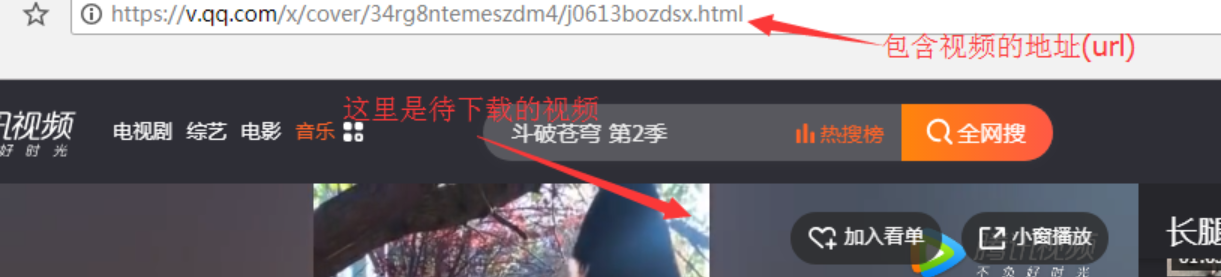 https://v.qq.com/x/cover/34rg8ntemeszdm4/j0613bozdsx.html
包含视频的地址(url)
这里是待下载的视频
讯视频
好时光
电视剧 综艺 电影 音乐
斗破苍穹 第2季
热搜榜
全网搜
加入看单
小窗播放
长腿
腾讯视频
不负好时光